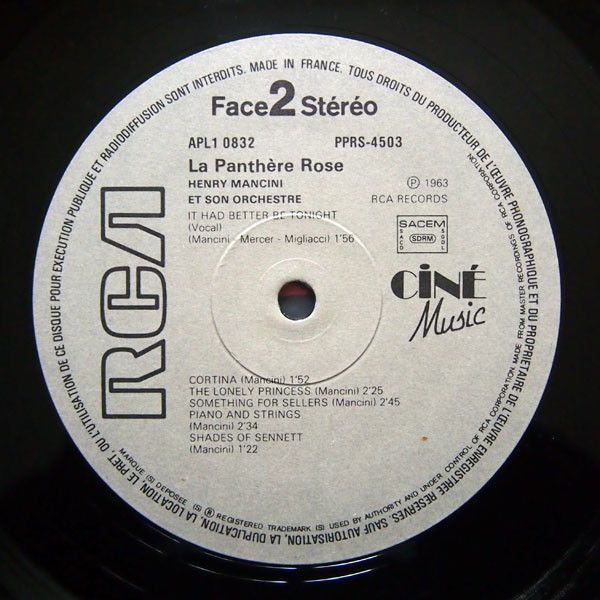 Face 2 Stéréo
APL1 0832 PPRS-4503
La Panthère Rose
HENRY MANCINI
ET SON ORCHESTRE
℗ 1963
RCA RECORDS
IT HAD BETTER BE TONIGHT
(Vocal)
(Mancini - Mercer - Migliacci) 1'56
SACEM
SACD SDRM SGDL
RCA
CINÉ
Music
CORTINA (Mancini) 1'52
THE LONELY PRINCESS (Mancini) 2'25
SOMETHING FOR SELLERS (Mancini) 2'45
PIANO AND STRINGS
(Mancini) 2'34
SHADES OF SENNETT
(Mancini) 1'22
MADE IN FRANCE. TOUS DROITS DU PRODUCTEUR DE L'ŒUVRE PHONOGRAPHIQUE ET DU PROPRIETAIRE DE L'ŒUVRE ENREGISTREE RESERVES. SAUF AUTORISATION, LA DUPLICATION, LA LOCATION, LE PRET, OU L'UTILISATION DE CE DISQUE POUR EXECUTION PUBLIQUE ET RADIODIFFUSION SONT INTERDITS.
MARQUE (S) DEPOSEE (S) ® REGISTERED TRADEMARK (S) USED BY AUTHORITY AND UNDER CONTROL OF RCA CORPORATION MADE FROM MASTER RECORDINGS OF RCA CORPORATION